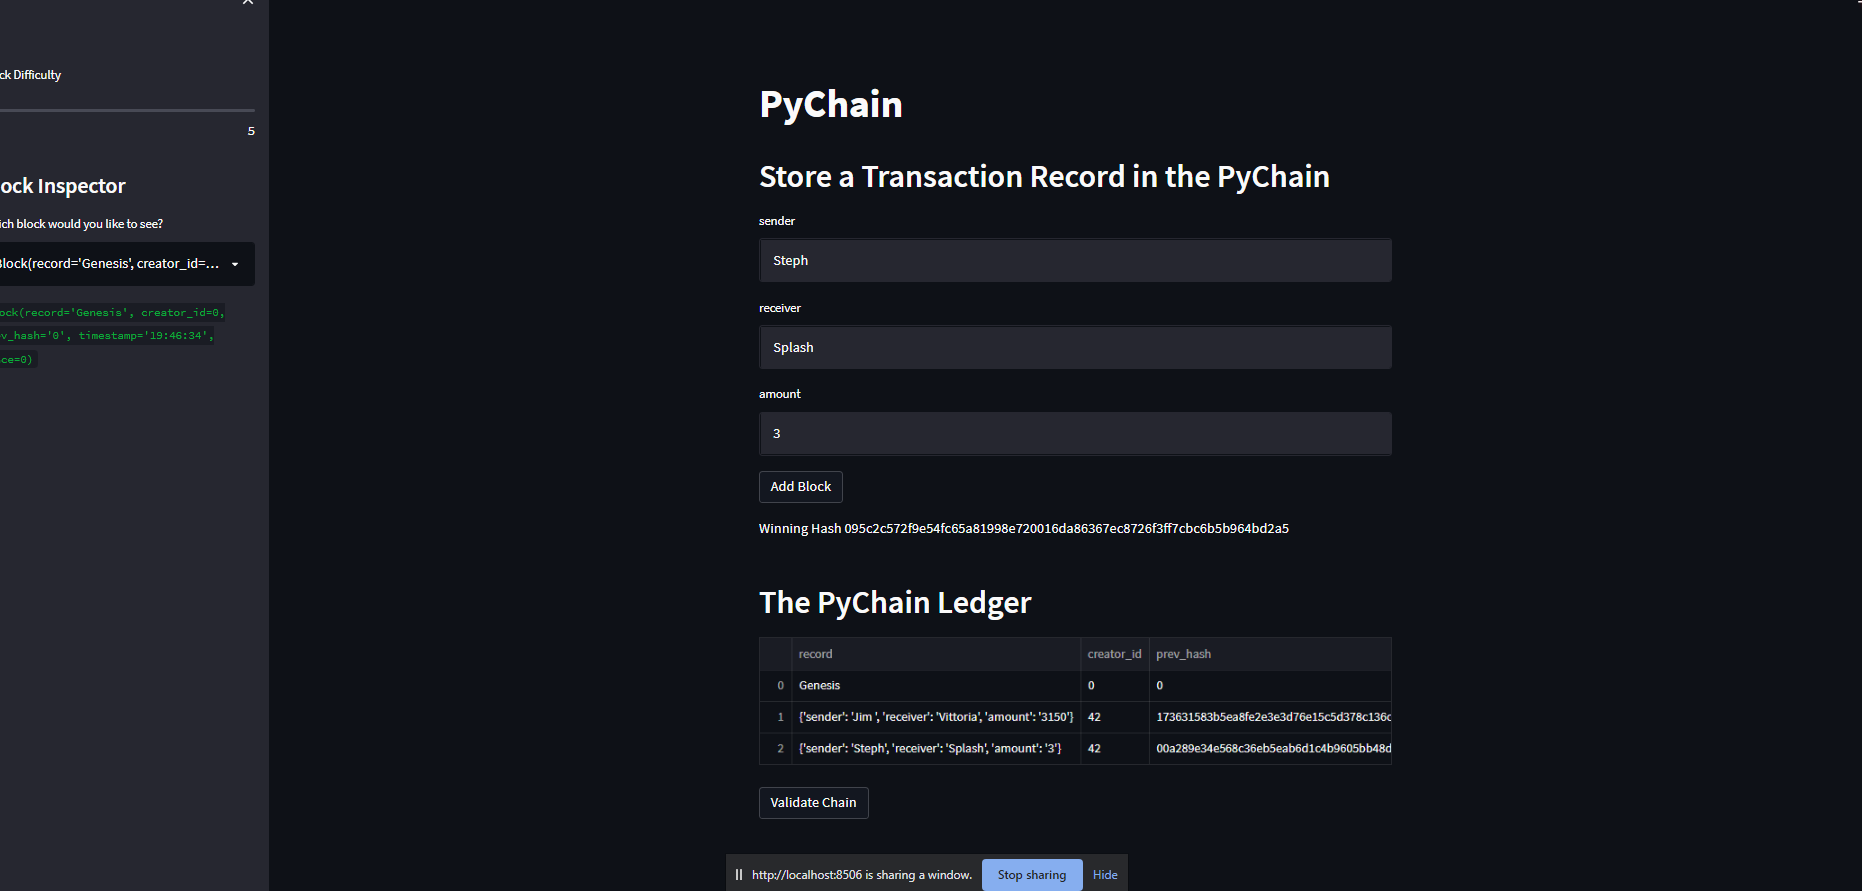 ck Difficulty
5
ock Inspector
ich block would you like to see?
Block(record='Genesis', creator_id=...
ock(record='Genesis', creator_id=0,
v_hash='0', timestamp='19:46:34',
ce=0)
PyChain
Store a Transaction Record in the PyChain
sender
Steph
receiver
Splash
amount
3
Add Block
Winning Hash 095c2c572f9e54fc65a81998e720016da86367ec8726f3ff7cbc6b5b964bd2a5
The PyChain Ledger
record creator_id prev_hash
0 Genesis 0 0
1 {'sender': 'Jim ', 'receiver': 'Vittoria', 'amount': '3150'} 42 173631583b5ea8fe2e3e3d76e15c5d378c136c
2 {'sender': 'Steph', 'receiver': 'Splash', 'amount': '3'} 42 00a289e34e568c36eb5eab6d1c4b9605bb48d
Validate Chain
http://localhost:8506 is sharing a window. Stop sharing Hide